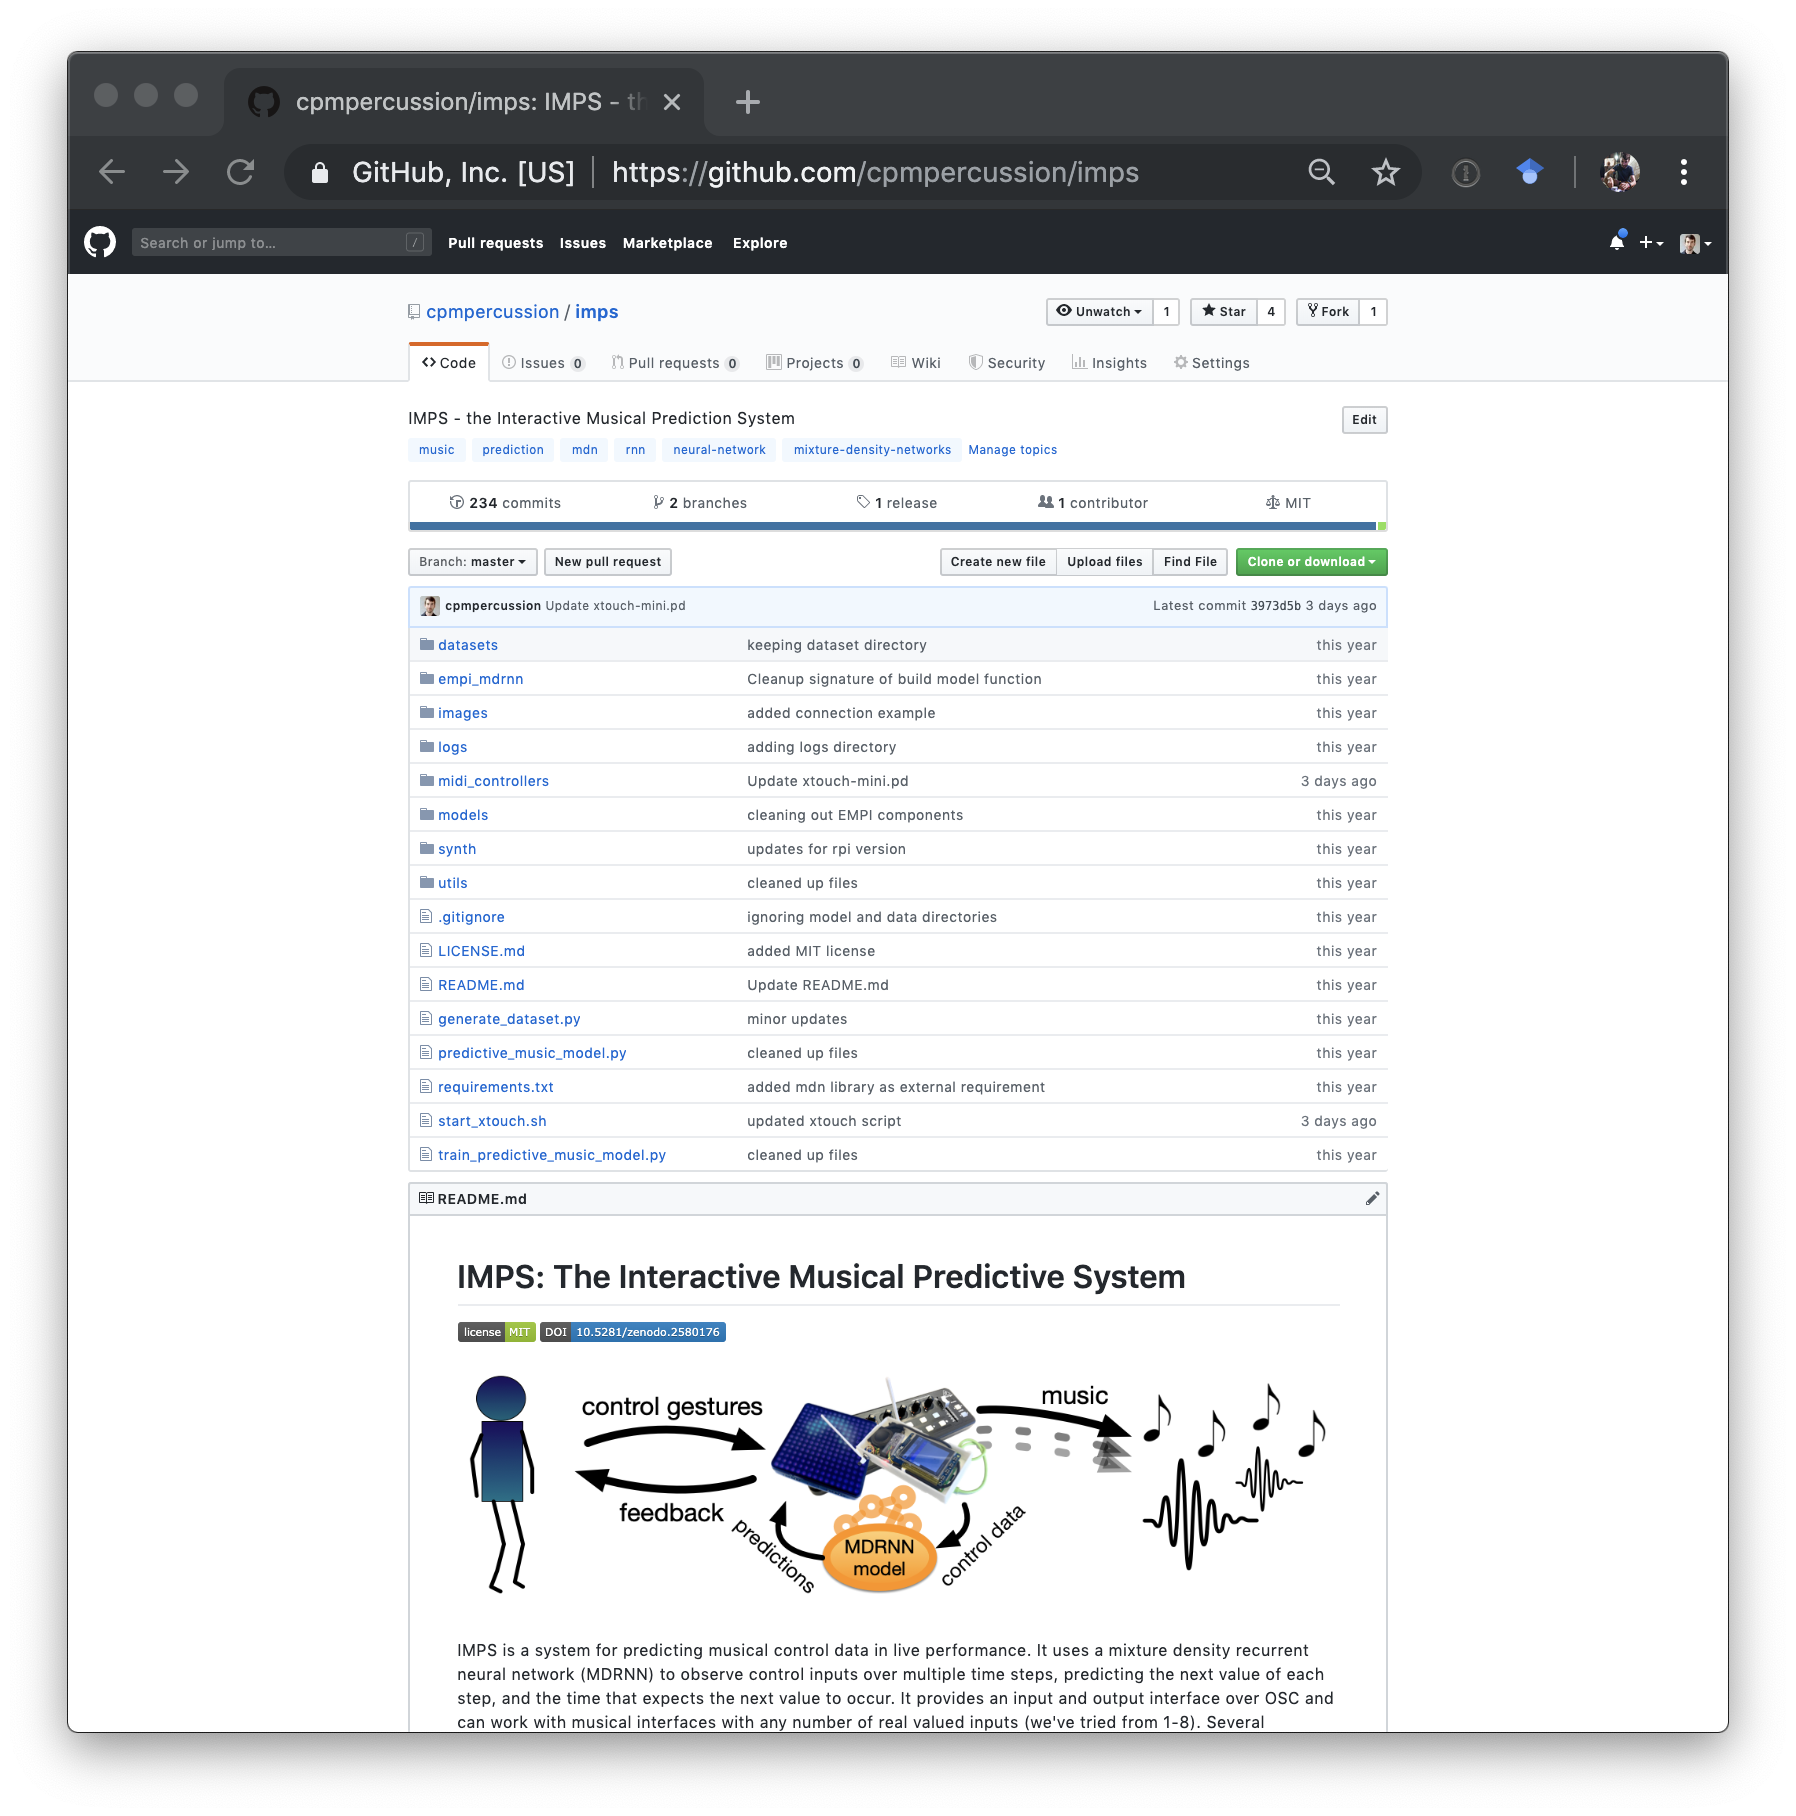 cpmpercussion/imps: IMPS - th
GitHub, Inc. [US] https://github.com/cpmpercussion/imps
Search or jump to... / Pull requests Issues Marketplace Explore
cpmpercussion / imps Unwatch 1 Star 4 Fork 1
Code Issues 0 Pull requests 0 Projects 0 Wiki Security Insights Settings
IMPS - the Interactive Musical Prediction System Edit
music prediction mdn rnn neural-network mixture-density-networks Manage topics
234 commits 2 branches 1 release 1 contributor MIT
Branch: master New pull request Create new file Upload files Find File Clone or download
cpmpercussion Update xtouch-mini.pd Latest commit 3973d5b 3 days ago
datasets keeping dataset directory this year
empi_mdrnn Cleanup signature of build model function this year
images added connection example this year
logs adding logs directory this year
midi_controllers Update xtouch-mini.pd 3 days ago
models cleaning out EMPI components this year
synth updates for rpi version this year
utils cleaned up files this year
.gitignore ignoring model and data directories this year
LICENSE.md added MIT license this year
README.md Update README.md this year
generate_dataset.py minor updates this year
predictive_music_model.py cleaned up files this year
requirements.txt added mdn library as external requirement this year
start_xtouch.sh updated xtouch script 3 days ago
train_predictive_music_model.py cleaned up files this year
README.md
IMPS: The Interactive Musical Predictive System
license MIT DOI 10.5281/zenodo.2580176
control gestures
music
feedback
predictions
MDRNN
model
control data
IMPS is a system for predicting musical control data in live performance. It uses a mixture density recurrent
neural network (MDRNN) to observe control inputs over multiple time steps, predicting the next value of each
step, and the time that expects the next value to occur. It provides an input and output interface over OSC and
can work with musical interfaces with any number of real valued inputs (we've tried from 1-8). Several